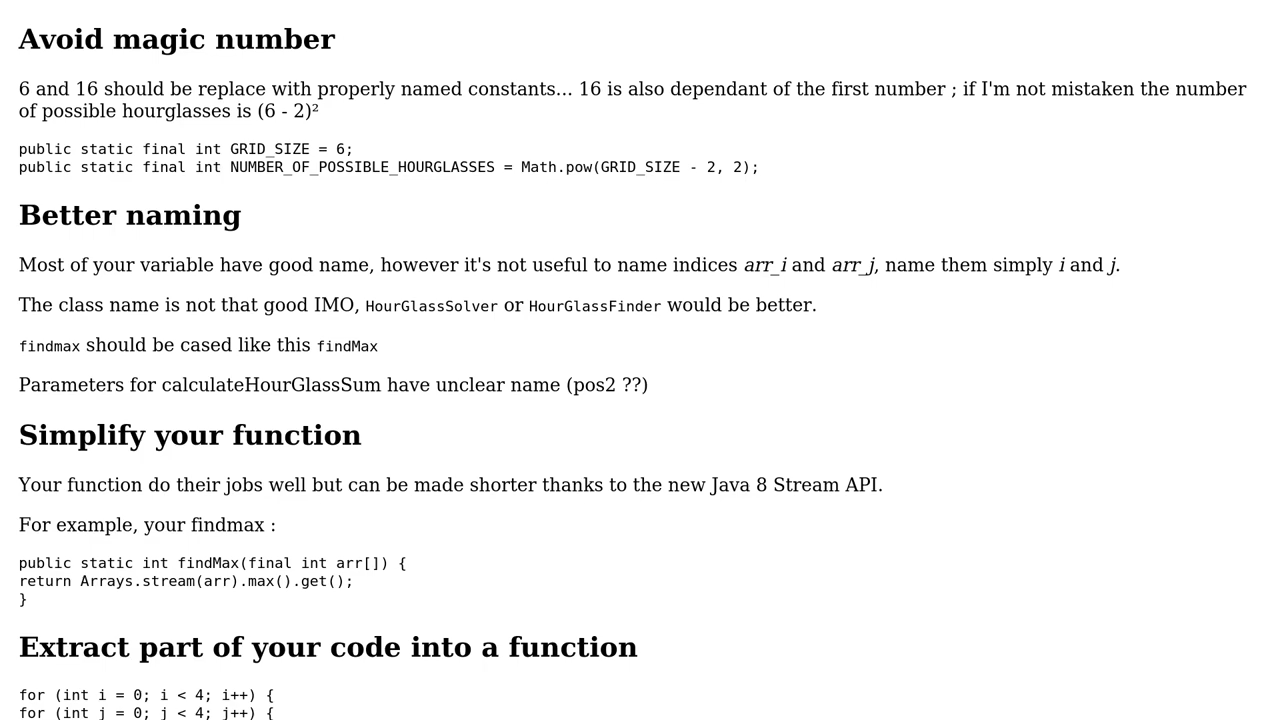 Avoid magic number
6 and 16 should be replace with properly named constants... 16 is also dependant of the first number ; if I'm not mistaken the number
of possible hourglasses is (6 - 2)²
public static final int GRID_SIZE = 6;
public static final int NUMBER_OF_POSSIBLE_HOURGLASSES = Math.pow(GRID_SIZE - 2, 2);
Better naming
Most of your variable have good name, however it's not useful to name indices arr_i and arr_j, name them simply i and j.
The class name is not that good IMO, HourGlassSolver or HourGlassFinder would be better.
findmax should be cased like this findMax
Parameters for calculateHourGlassSum have unclear name (pos2 ??)
Simplify your function
Your function do their jobs well but can be made shorter thanks to the new Java 8 Stream API.
For example, your findmax :
public static int findMax(final int arr[]) {
return Arrays.stream(arr).max().get();
}
Extract part of your code into a function
for (int i = 0; i < 4; i++) {
for (int j = 0; j < 4; j++) {